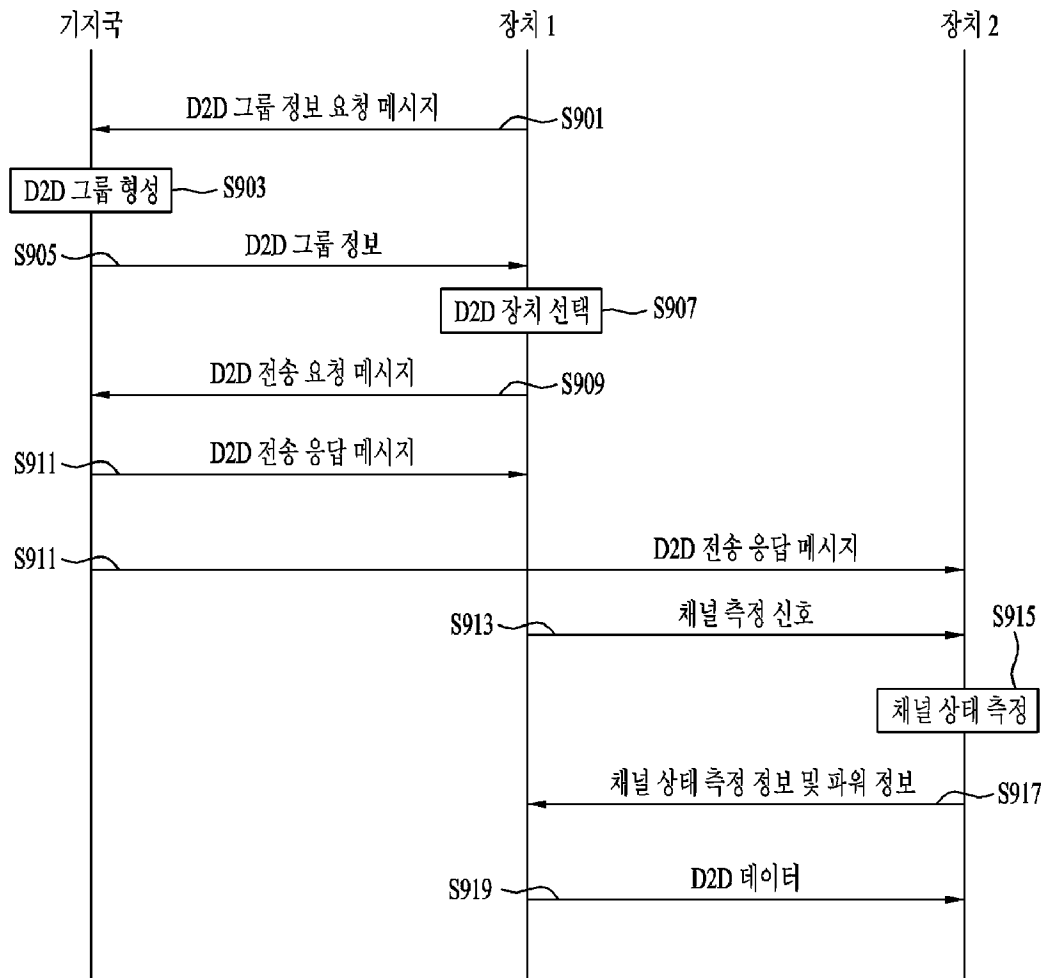 기지국
장치 1
장치 2
D2D 그룹 정보 요청 메시지
S901
D2D 그룹 형성
S903
S905
D2D 그룹 정보
D2D 장치 선택
S907
D2D 전송 요청 메시지
S909
S911
D2D 전송 응답 메시지
S911
D2D 전송 응답 메시지
S913
채널 측정 신호
S915
채널 상태 측정
채널 상태 측정 정보 및 파워 정보
S917
S919
D2D 데이터